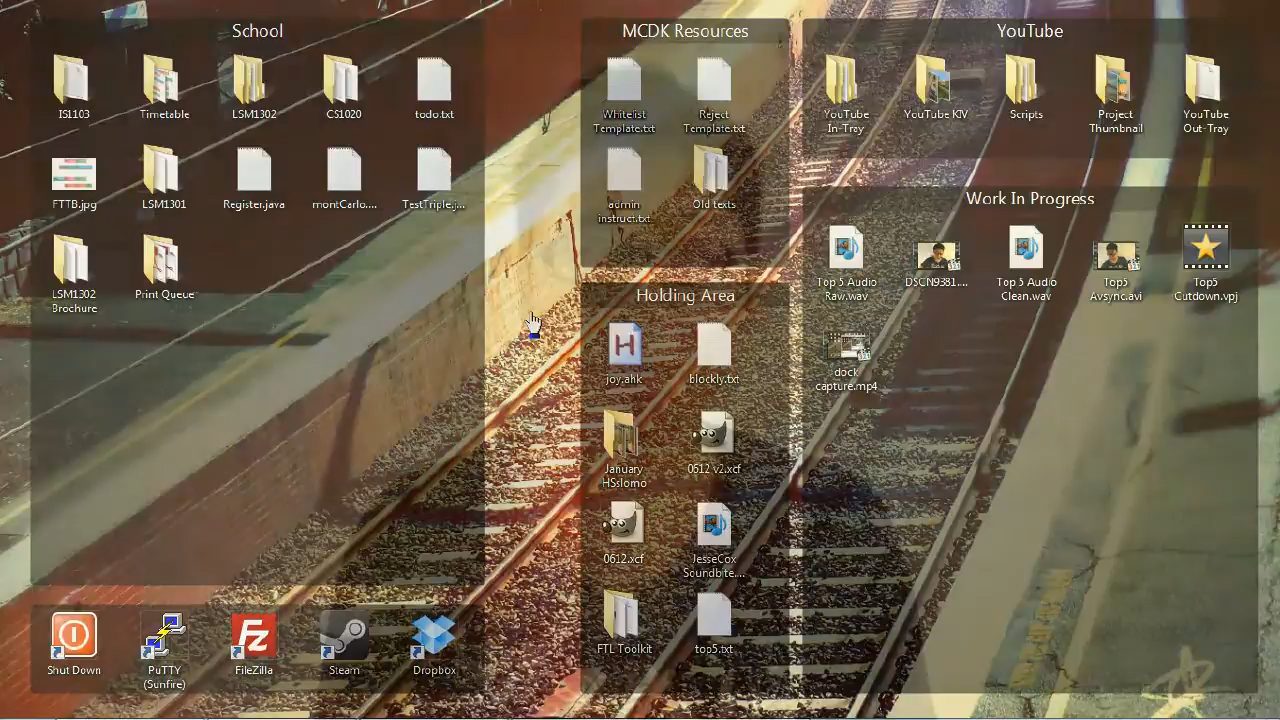 School
IS1103
Timetable
LSM1302
CS1020
todo.txt
FTTB.jpg
LSM1301
Register.java
montCarlo....
TestTriple.j...
LSM1302
Brochure
Print Queue
Shut Down
PuTTY
(Sunfire)
FileZilla
Steam
Dropbox
MCDK Resources
Whitelist
Template.txt
Reject
Template.txt
admin
instruct.txt
Old texts
Holding Area
joy.ahk
blockly.txt
January
HSslomo
0612 v2.xcf
0612.xcf
JesseCox
Soundbite....
FTL Toolkit
top5.txt
YouTube
YouTube
In-Tray
YouTube KIV
Scripts
Project
Thumbnail
YouTube
Out-Tray
Work In Progress
Top 5 Audio
Raw.wav
DSCN9381....
Top 5 Audio
Clean.wav
Top5
Avsync.avi
Top5
Cutdown.vpj
dock
capture.mp4